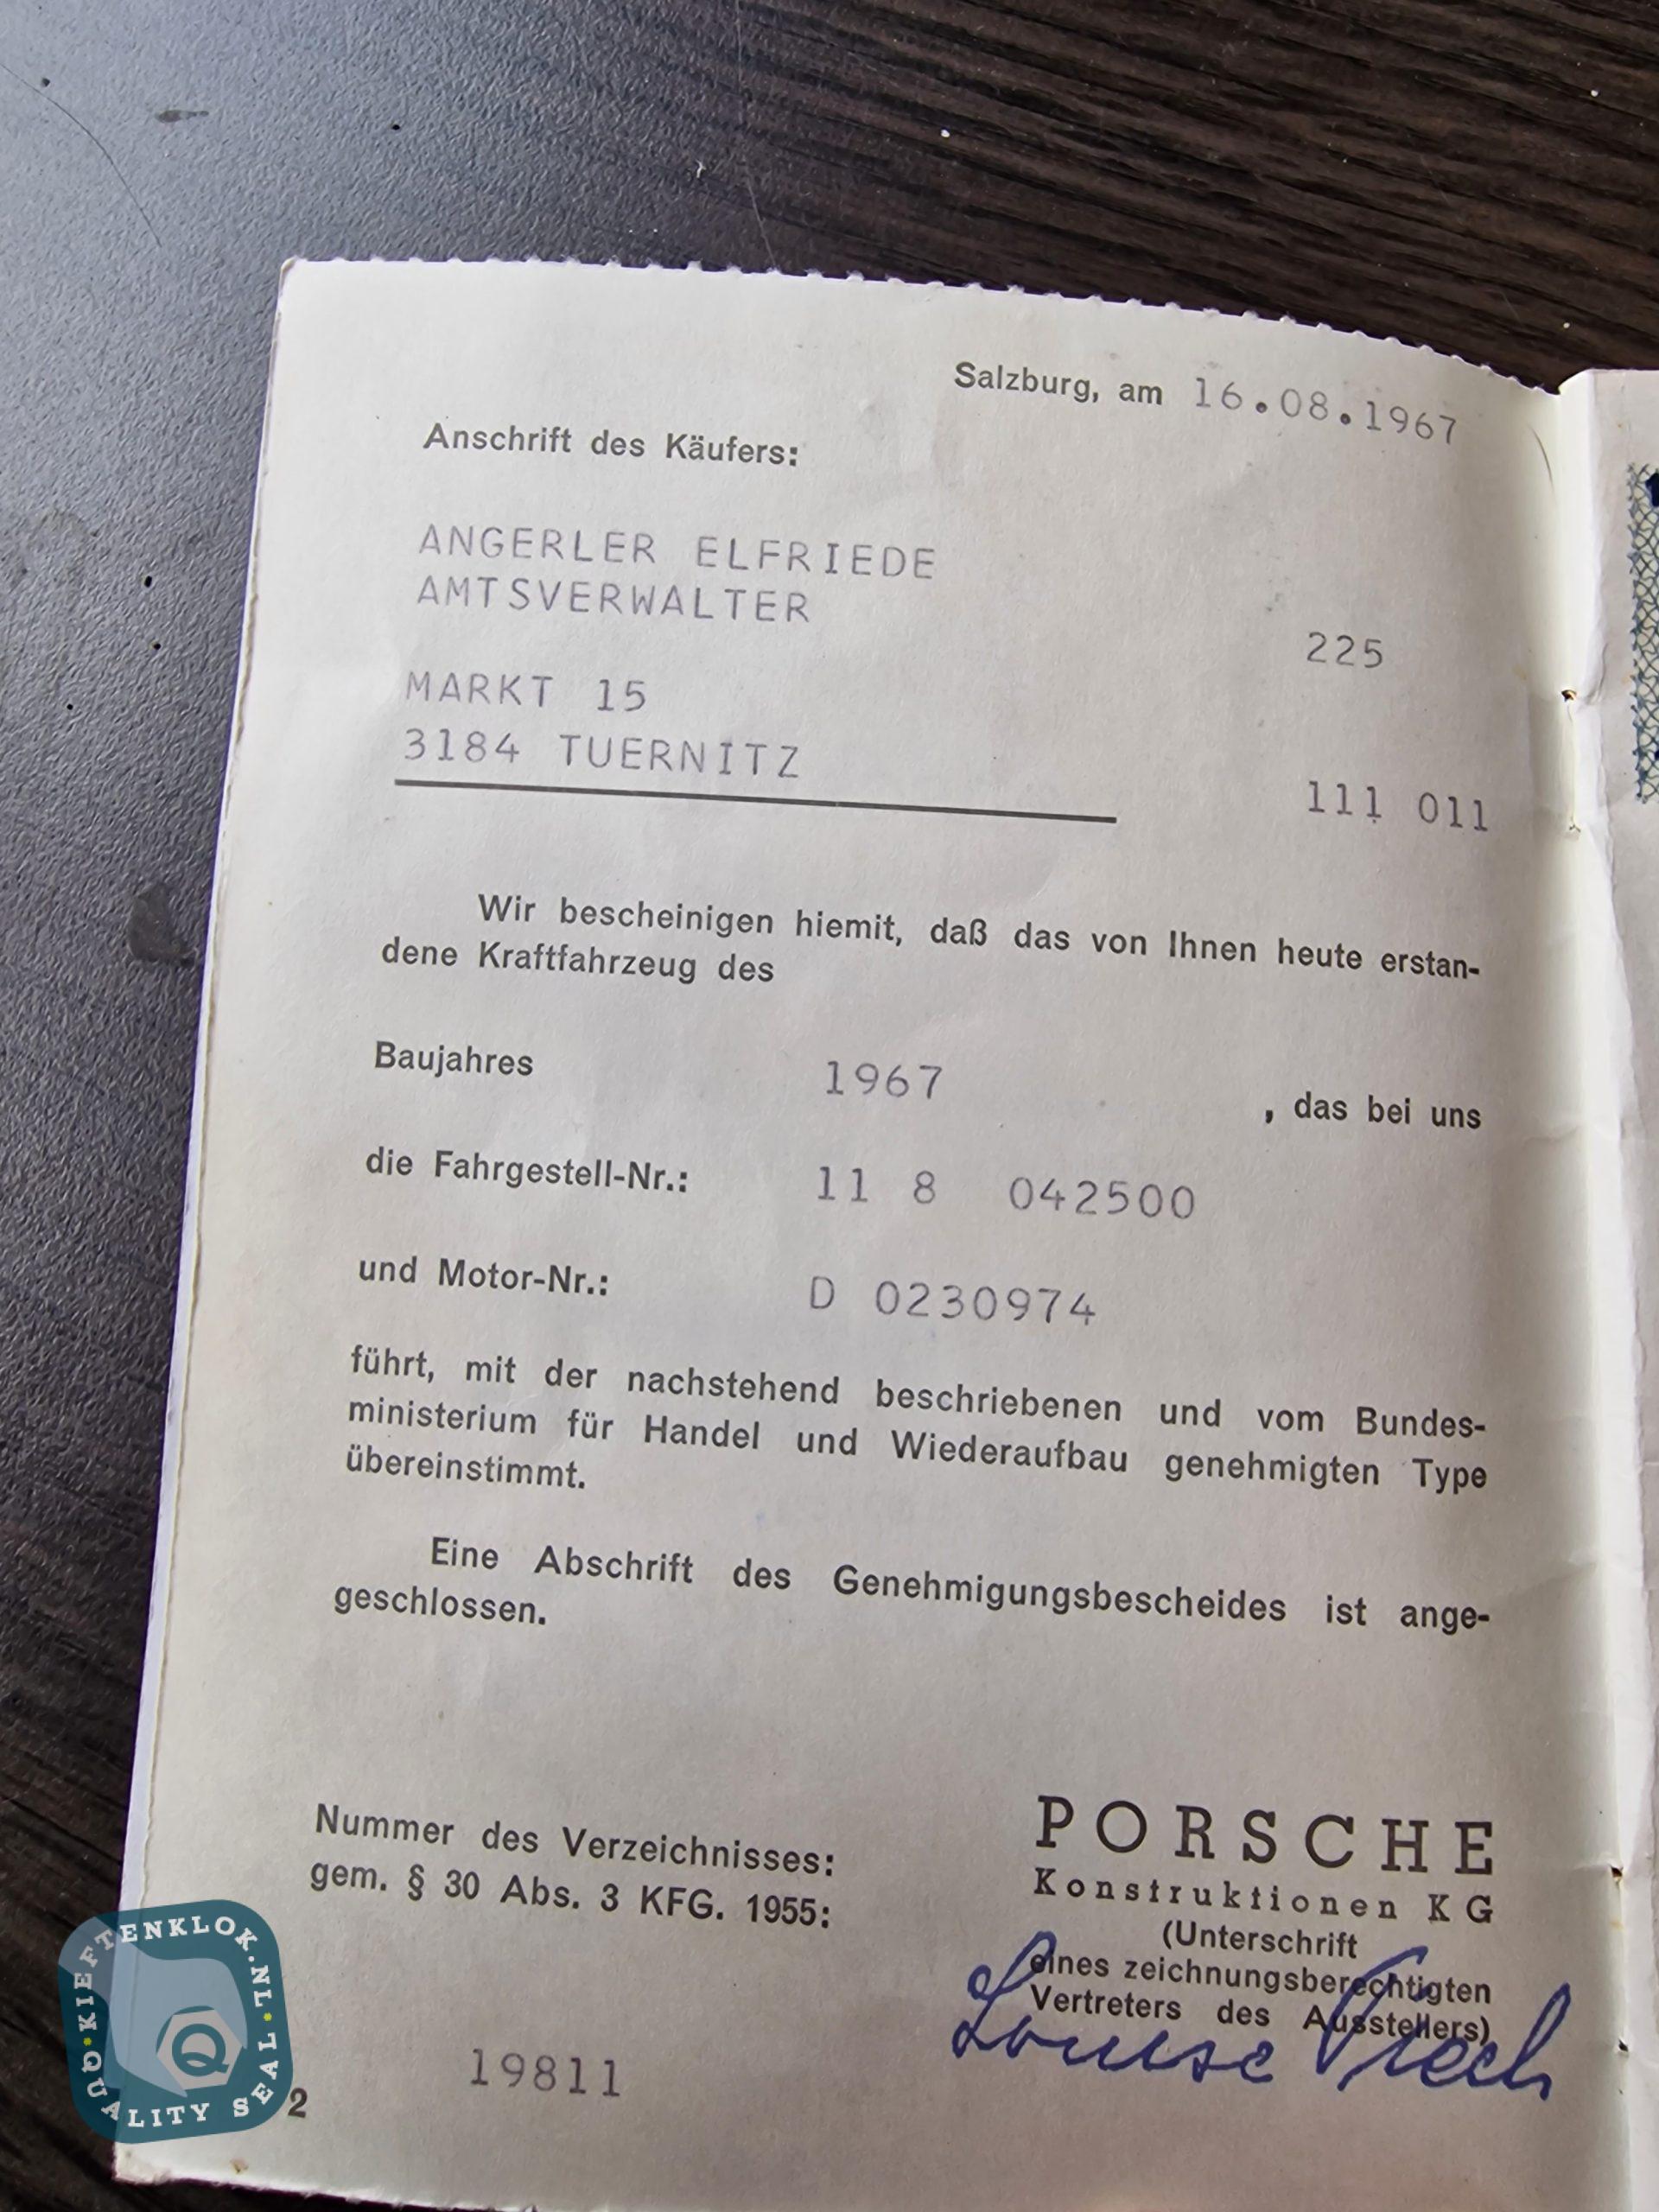 Salzburg, am 16.08.1967
Anschrift des Käufers:
ANGERLER ELFRIEDE
AMTSVERWALTER
225
MARKT 15
3184 TUERNITZ
111 011
Wir bescheinigen hiemit, daß das von Ihnen heute erstan-
dene Kraftfahrzeug des
Baujahres 1967 , das bei uns
die Fahrgestell-Nr.: 11 8 042500
und Motor-Nr.: D 0230974
führt, mit der nachstehend beschriebenen und vom Bundes-
ministerium für Handel und Wiederaufbau genehmigten Type
übereinstimmt.
Eine Abschrift des Genehmigungsbescheides ist ange-
geschlossen.
Nummer des Verzeichnisses:
gem. § 30 Abs. 3 KFG. 1955:
19811
PORSCHE
Konstruktionen KG
(Unterschrift
eines zeichnungsberechtigten
Vertreters des Ausstellers)
Louise Piech
2
KIEFTENKLOK.NL
QUALITY SEAL
Q